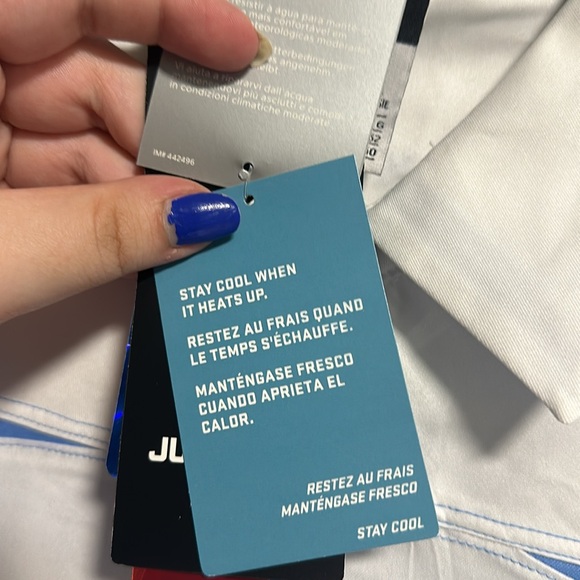 in condizioni climatiche moderate.
IM# 442496
STAY COOL WHEN
IT HEATS UP.
RESTEZ AU FRAIS QUAND
LE TEMPS S'ÉCHAUFFE.
MANTÉNGASE FRESCO
CUANDO APRIETA EL
CALOR.
JU
RESTEZ AU FRAIS
MANTÉNGASE FRESCO
STAY COOL